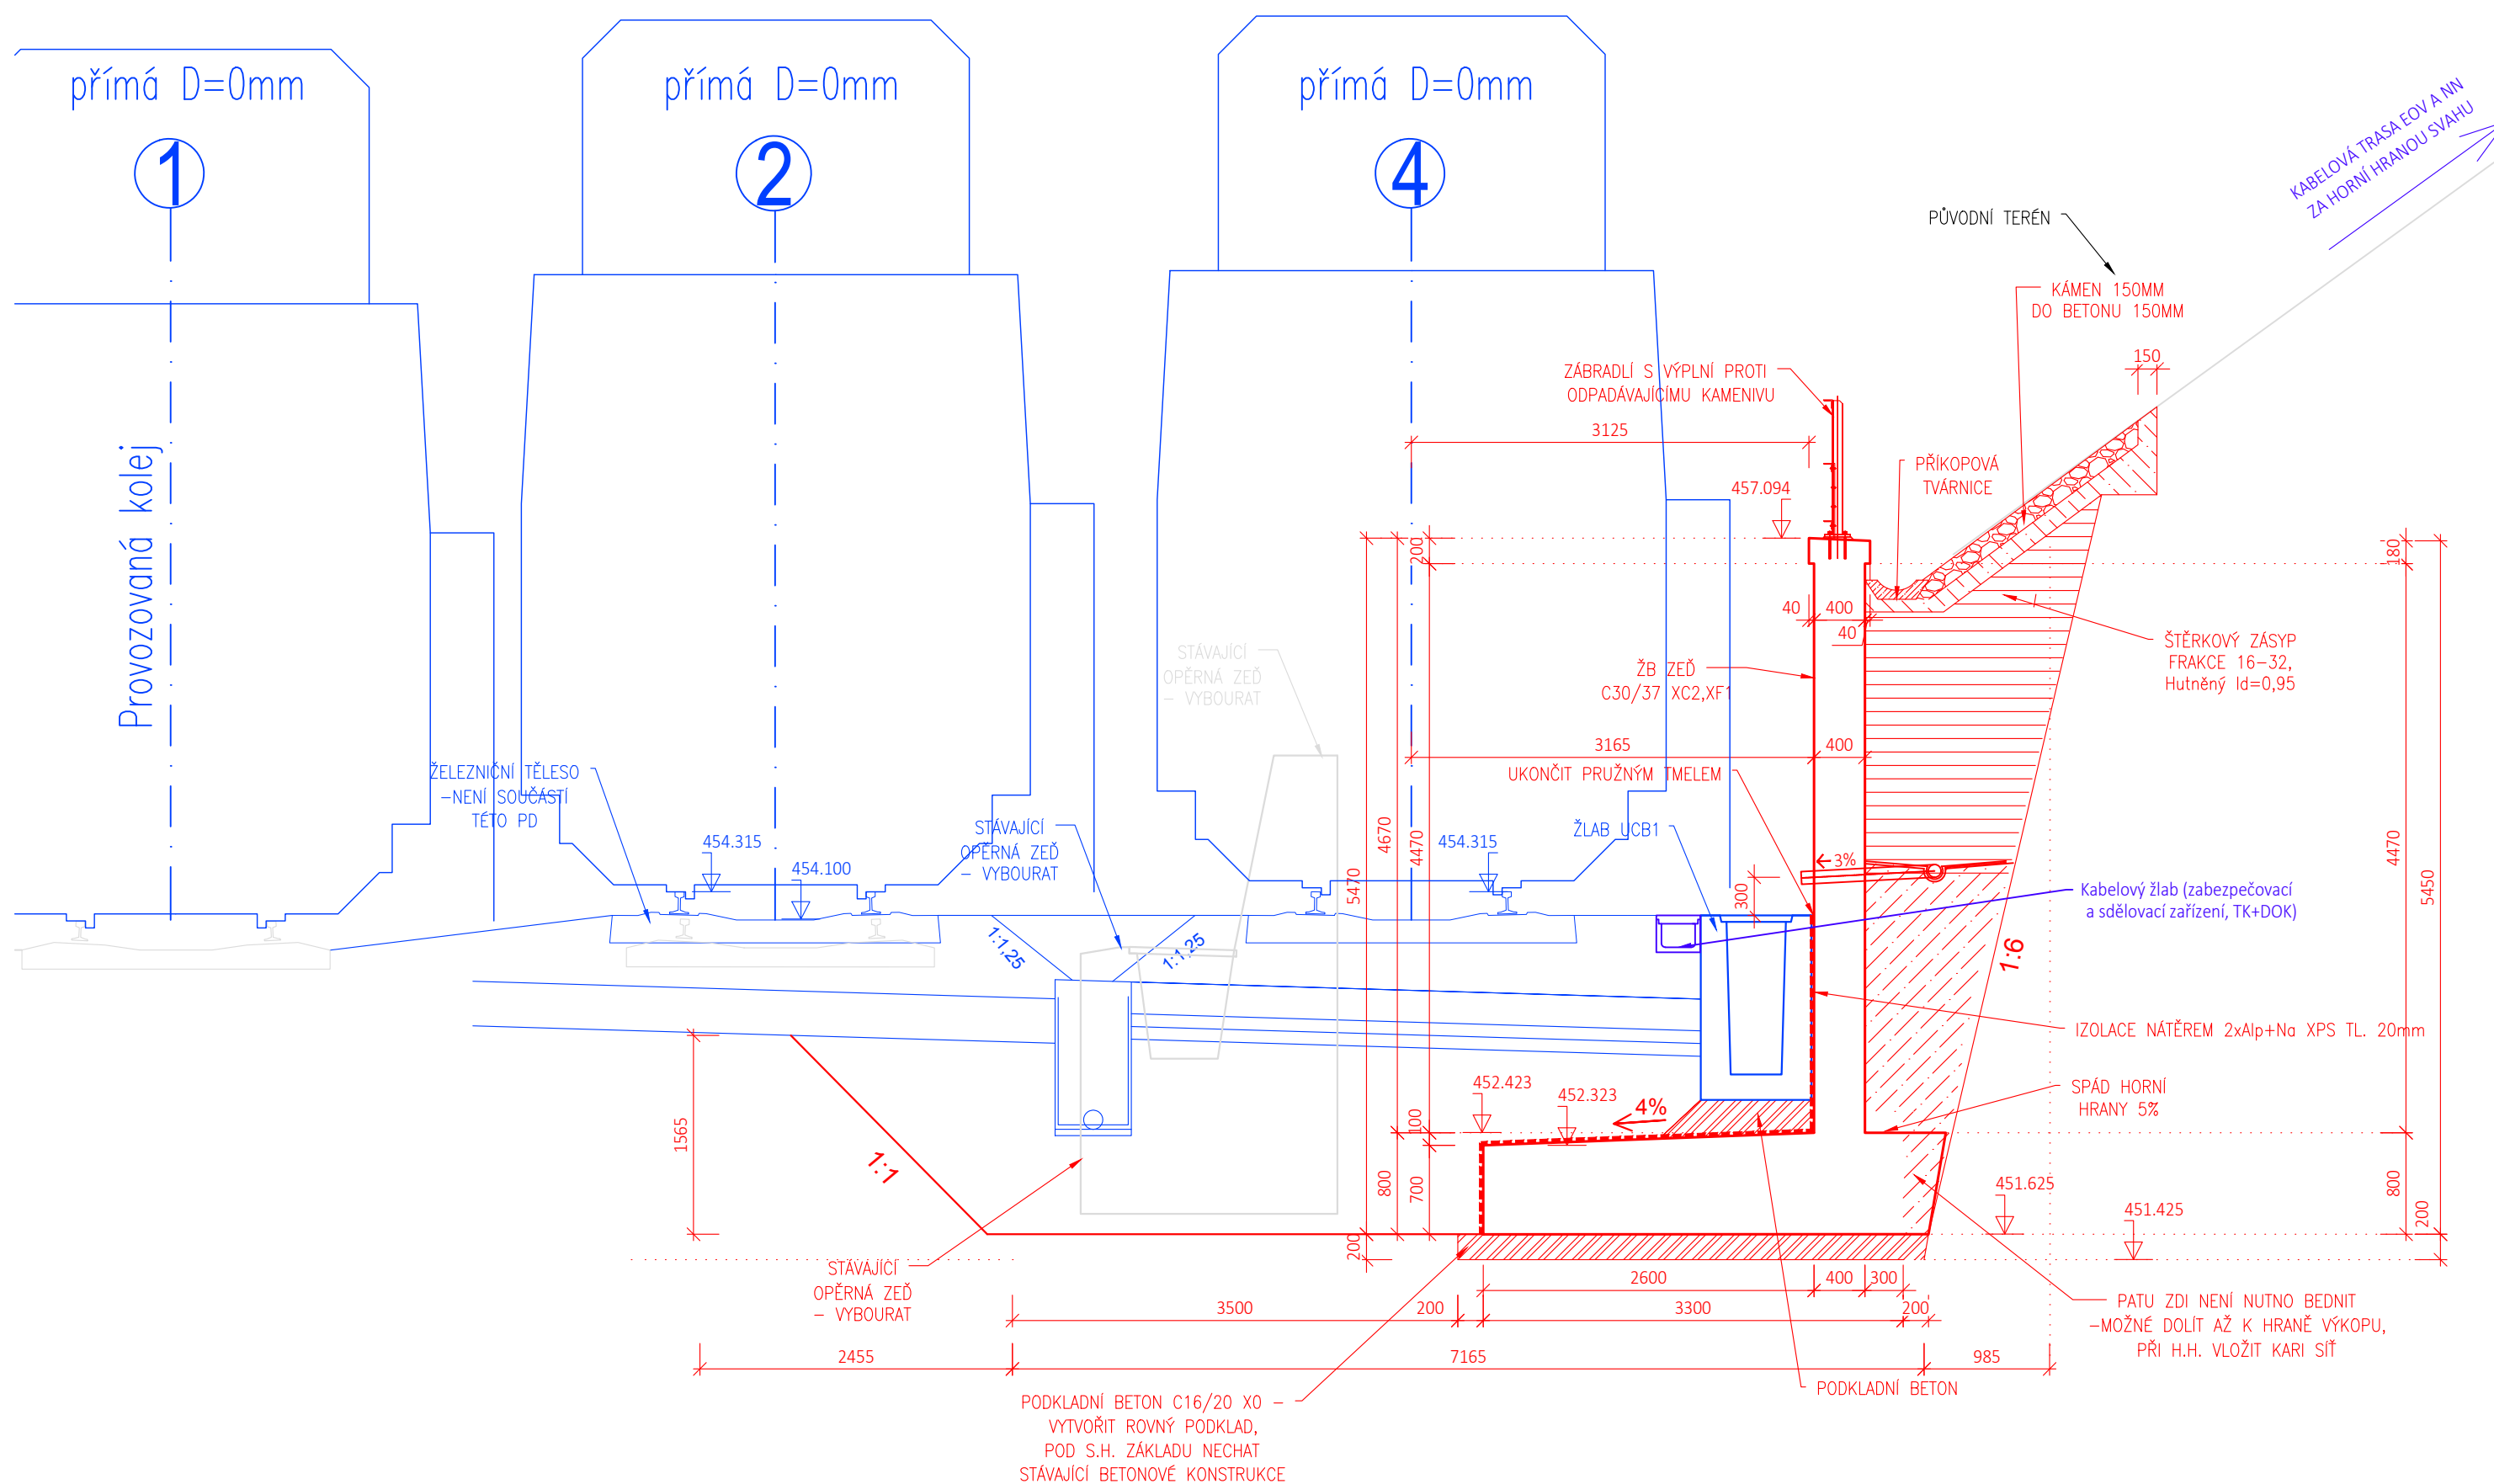 přímá D=0mm
přímá D=0mm
přímá D=0mm
1
2
4
Provozovaná kolej
KABELOVÁ TRASA EOV A NN
ZA HORNÍ HRANOU SVAHU
PŮVODNÍ TERÉN
KÁMEN 150MM
DO BETONU 150MM
150
ZÁBRADLÍ S VÝPLNÍ PROTI
ODPADÁVAJÍCÍMU KAMENIVU
3125
PŘÍKOPOVÁ
TVÁRNICE
457.094
200
180
40
400
40
STÁVAJÍCÍ
OPĚRNÁ ZEĎ
– VYBOURAT
ŽB ZEĎ
C30/37 XC2,XF1
ŠTĚRKOVÝ ZÁSYP
FRAKCE 16–32,
Hutněný Id=0,95
3165
400
UKONČIT PRUŽNÝM TMELEM
ŽELEZNIČNÍ TĚLESO
–NENÍ SOUČÁSTÍ
TÉTO PD
STÁVAJÍCÍ
OPĚRNÁ ZEĎ
– VYBOURAT
ŽLAB UCB1
454.315
454.100
454.315
5470
4670
4470
4470
5450
3%
300
Kabelový žlab (zabezpečovací
a sdělovací zařízení, TK+DOK)
1:1,25
1:1,25
1:6
IZOLACE NÁTĚREM 2xAlp+Na XPS TL. 20mm
452.423
452.323
4%
SPÁD HORNÍ
HRANY 5%
1565
1:1
100
800
700
200
451.625
451.425
800
200
STÁVAJÍCÍ
OPĚRNÁ ZEĎ
– VYBOURAT
2600
400
300
3500
200
3300
200
PATU ZDI NENÍ NUTNO BEDNIT
–MOŽNÉ DOLÍT AŽ K HRANĚ VÝKOPU,
PŘI H.H. VLOŽIT KARI SÍŤ
2455
7165
985
PODKLADNÍ BETON
PODKLADNÍ BETON C16/20 X0 –
VYTVOŘIT ROVNÝ PODKLAD,
POD S.H. ZÁKLADU NECHAT
STÁVAJÍCÍ BETONOVÉ KONSTRUKCE